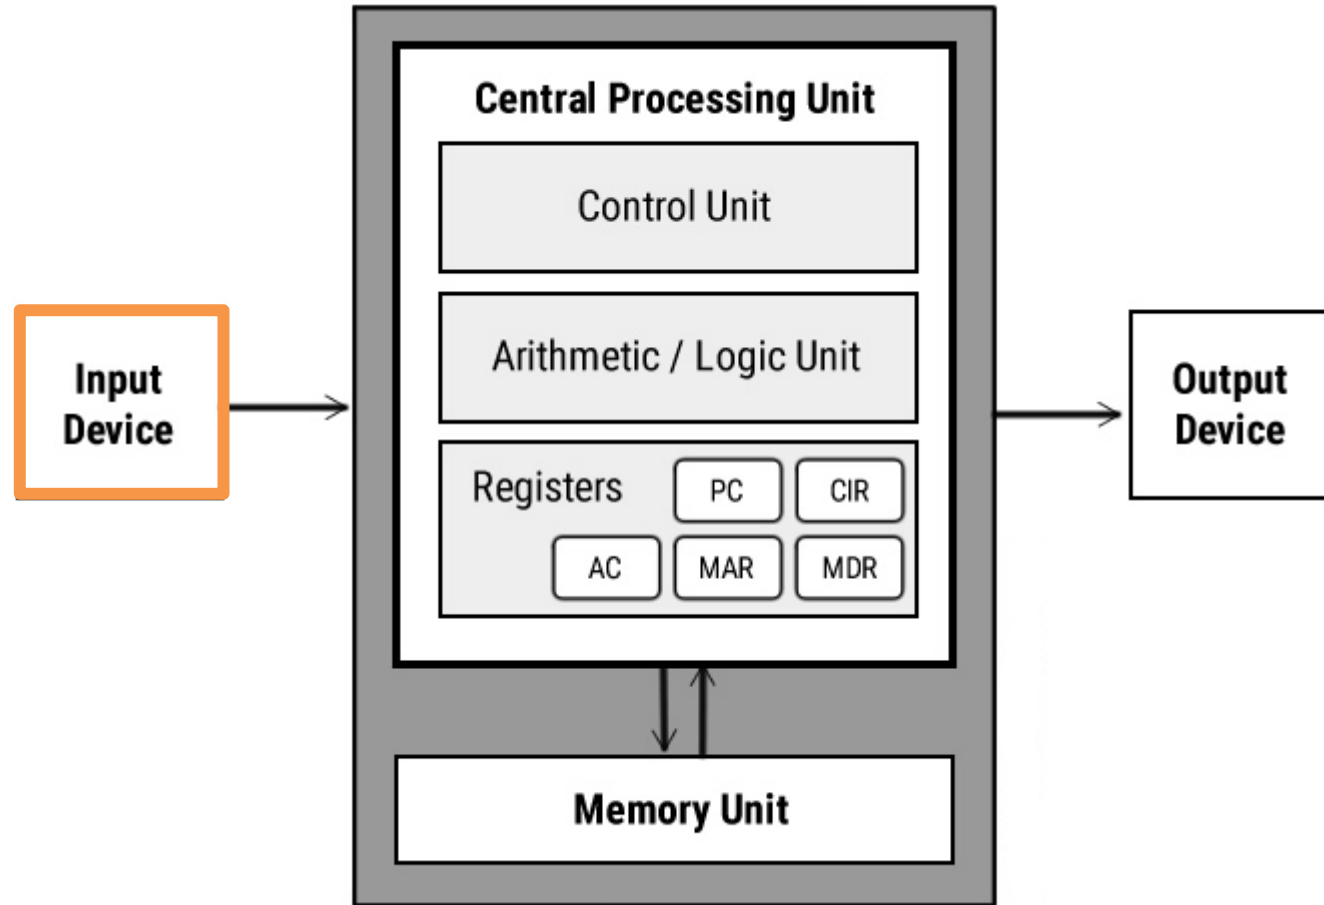 Central Processing Unit
Control Unit
Arithmetic / Logic Unit
Registers
PC
CIR
AC
MAR
MDR
Input
Device
Output
Device
Memory Unit